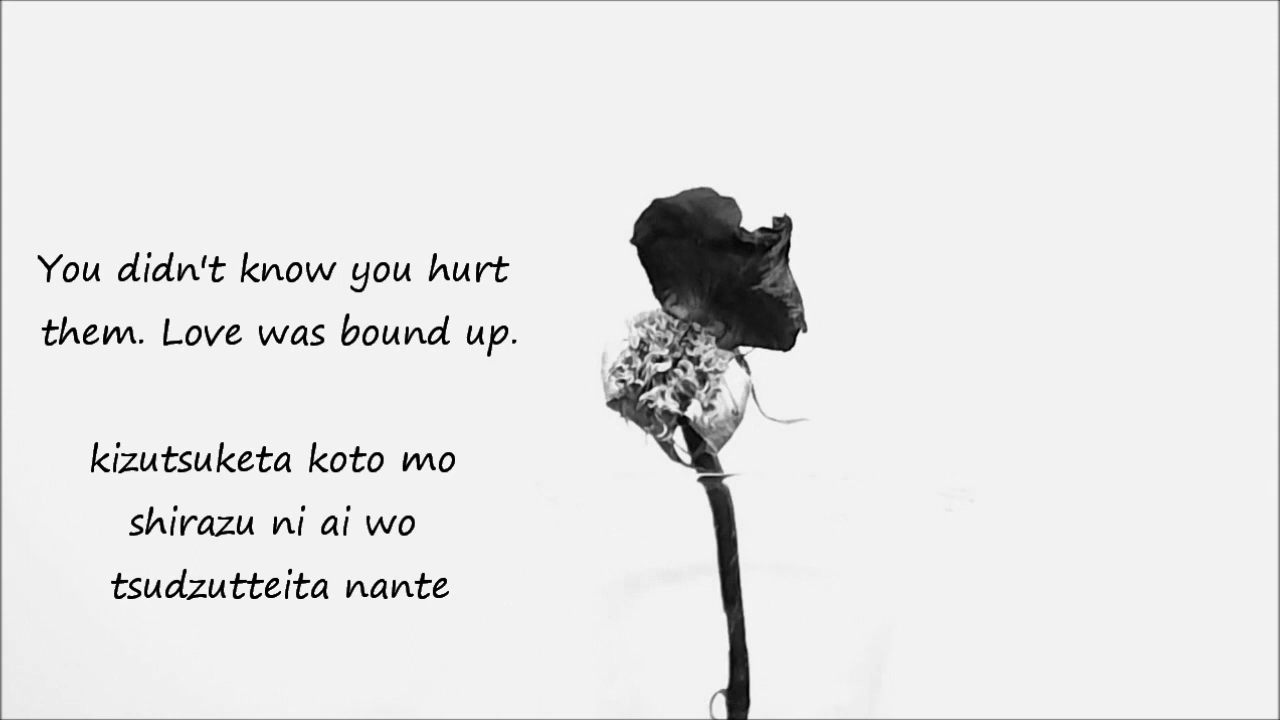 You didn't know you hurt
them. Love was bound up.
kizutsuketa koto mo
shirazu ni ai wo
tsudzutteita nante